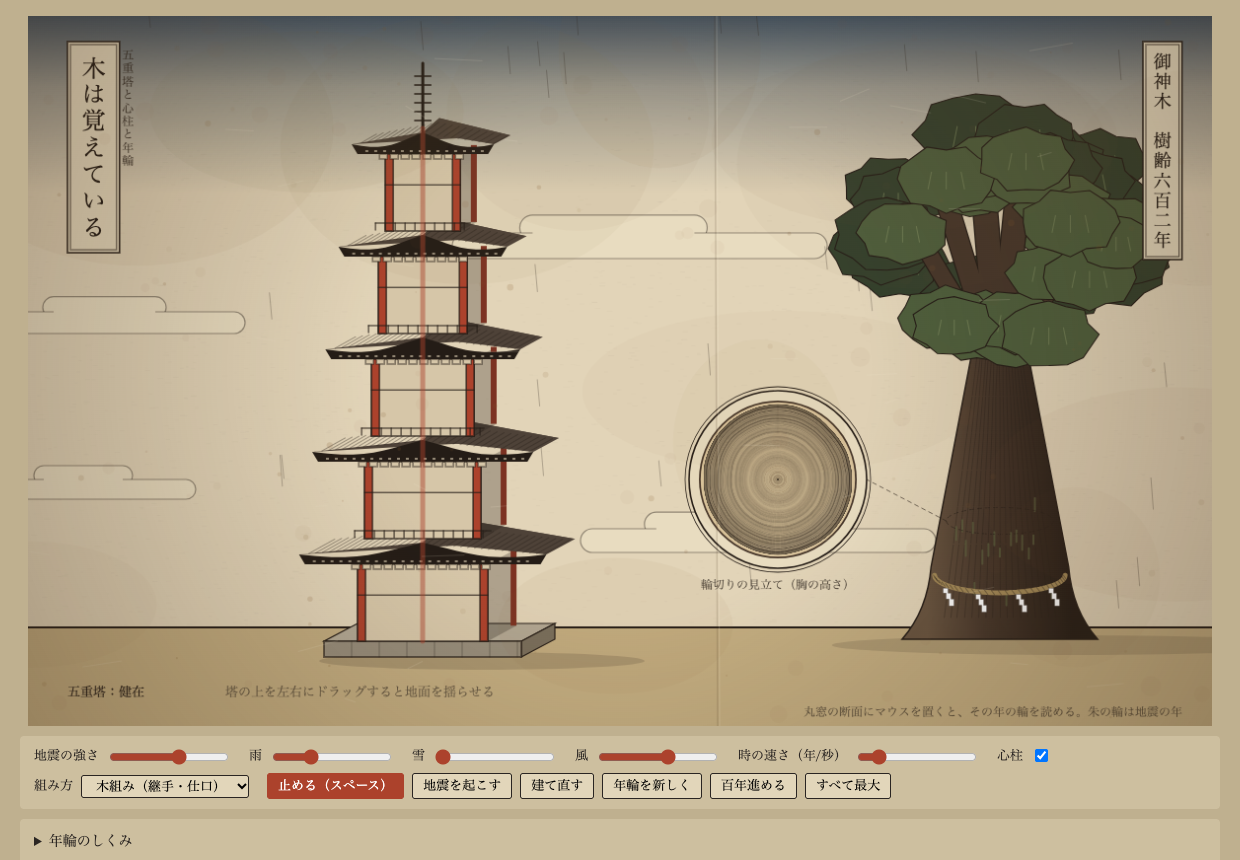 木は覚えている
五重塔と心柱と年輪
御神木　樹齢六百二年
輪切りの見立て（胸の高さ）
五重塔：健在
塔の上を左右にドラッグすると地面を揺らせる
丸窓の断面にマウスを置くと、その年の輪を読める。朱の輪は地震の年
地震の強さ
雨
雪
風
時の速さ（年/秒）
心柱
組み方
木組み（継手・仕口）
止める（スペース）
地震を起こす
建て直す
年輪を新しく
百年進める
すべて最大
年輪のしくみ